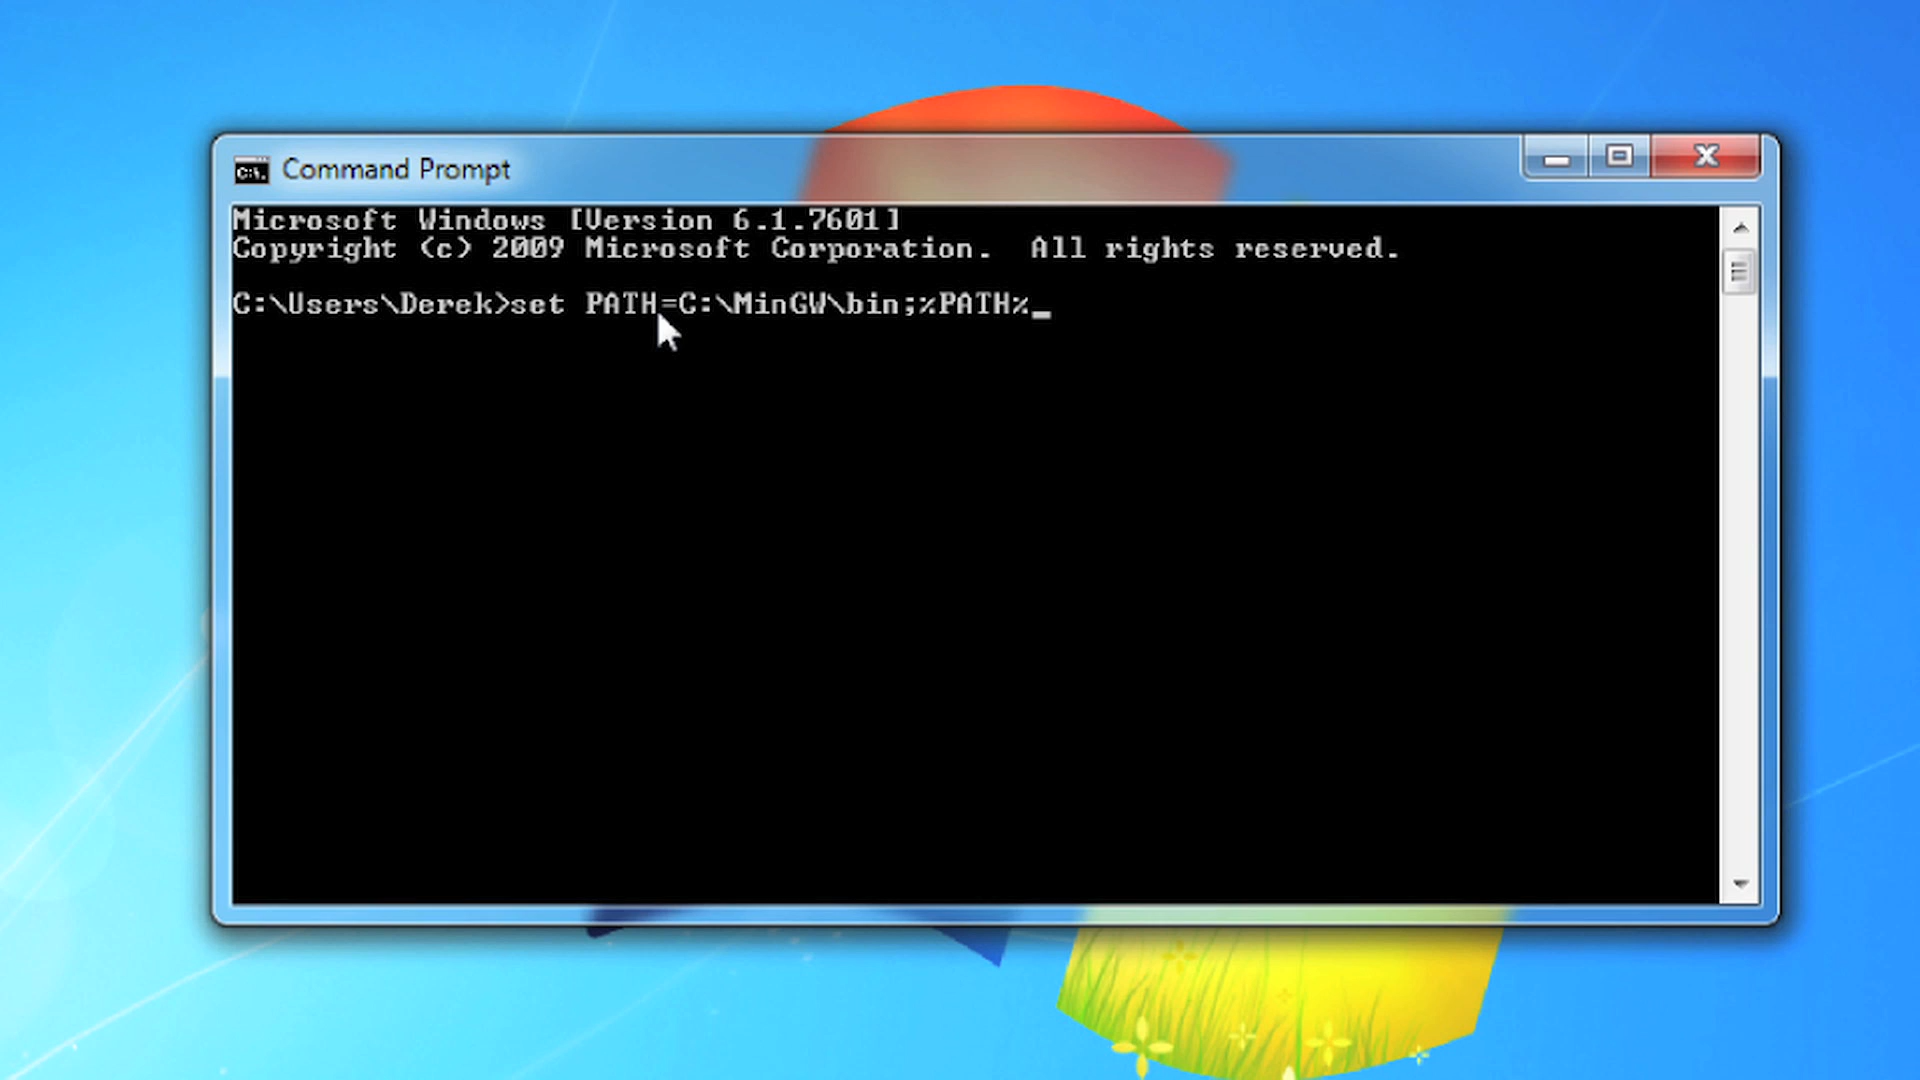 Command Prompt
Microsoft Windows [Version 6.1.7601]
Copyright (c) 2009 Microsoft Corporation.  All rights reserved.
C:\Users\Derek>set PATH=C:\MinGW\bin;%PATH%_